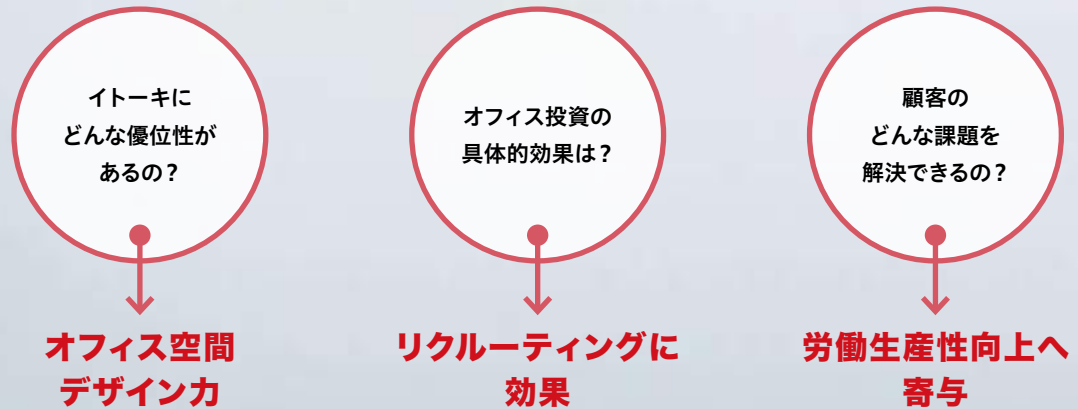 イトーキに
どんな優位性が
あるの？
オフィス空間
デザイン力
オフィス投資の
具体的効果は？
リクルーティングに
効果
顧客の
どんな課題を
解決できるの？
労働生産性向上へ
寄与